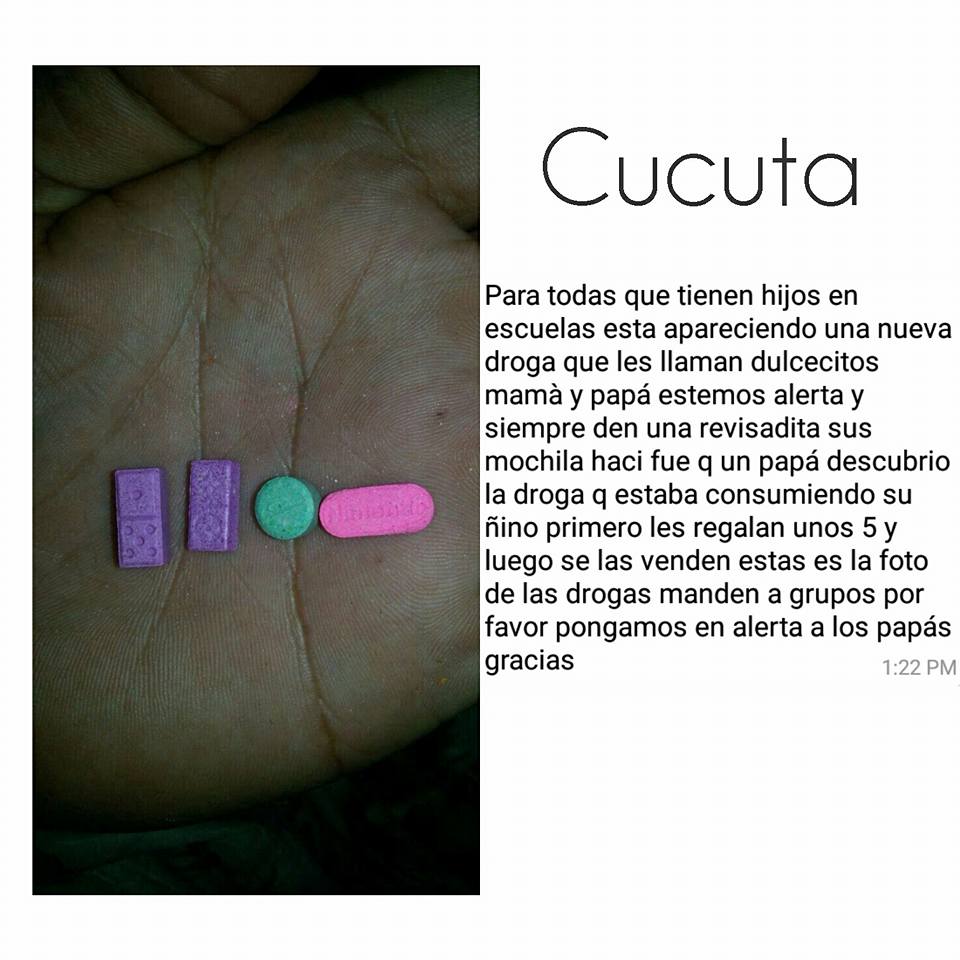 Cucuta
Para todas que tienen hijos en
escuelas esta apareciendo una nueva
droga que les llaman dulcecitos
mamà y papá estemos alerta y
siempre den una revisadita sus
mochila haci fue q un papá descubrio
la droga q estaba consumiendo su
ñino primero les regalan unos 5 y
luego se las venden estas es la foto
de las drogas manden a grupos por
favor pongamos en alerta a los papás
gracias
1:22 PM